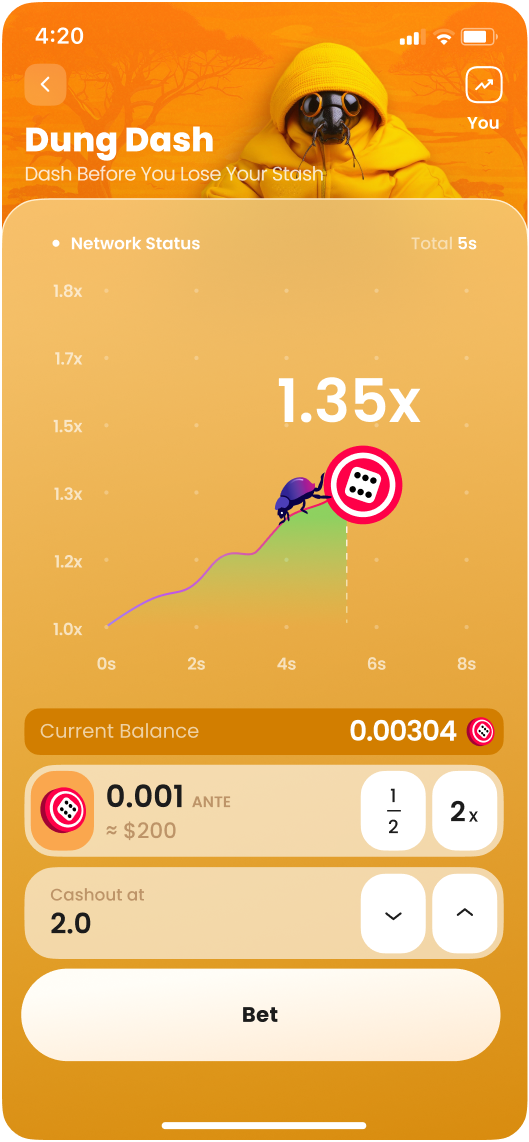 4:20
You
Dung Dash
Dash Before You Lose Your Stash
Network Status
Total 5s
1.8x
1.7x
1.35x
1.5x
1.3x
1.2x
1.0x
0s 2s 4s 6s 8s
Current Balance 0.00304
0.001 ANTE
≈ $200
1
2
2x
Cashout at
2.0
Bet